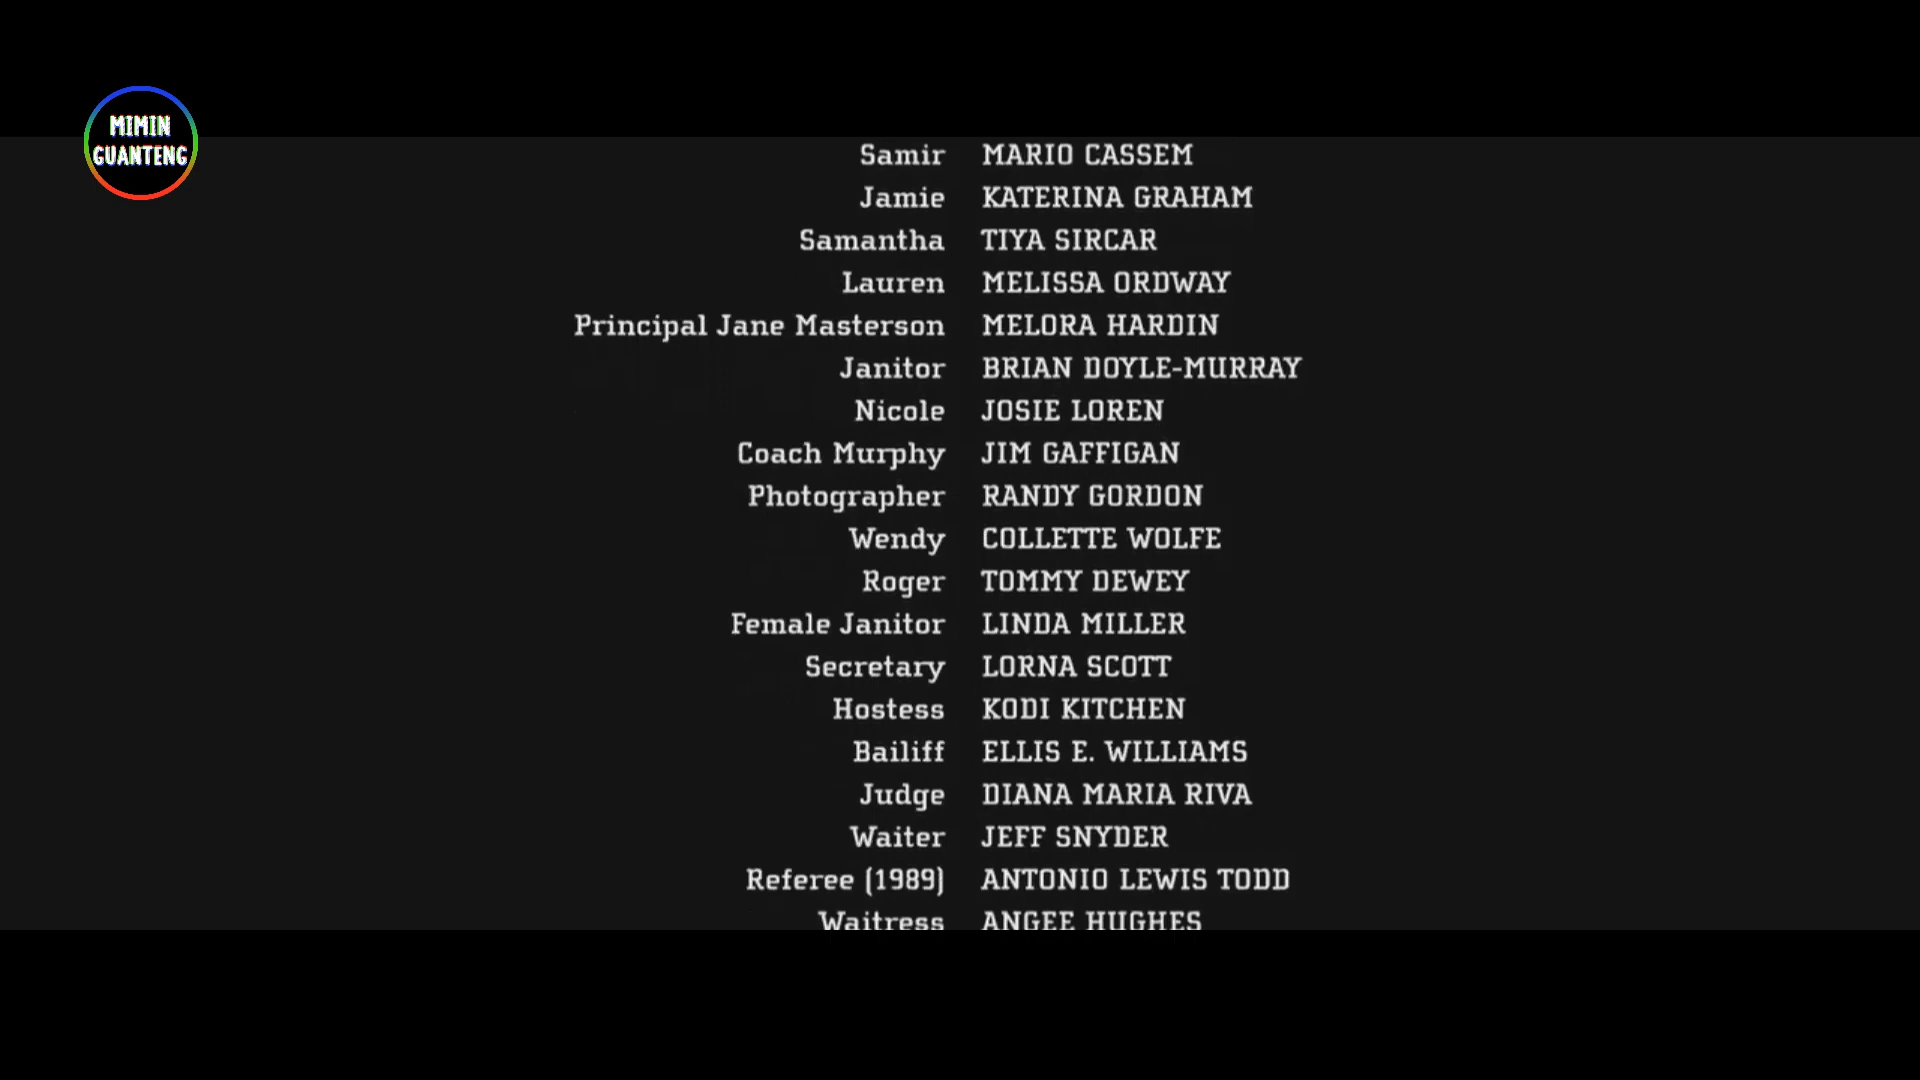 MIMIN
GUANTENG
Samir MARIO CASSEM
Jamie KATERINA GRAHAM
Samantha TIYA SIRCAR
Lauren MELISSA ORDWAY
Principal Jane Masterson MELORA HARDIN
Janitor BRIAN DOYLE-MURRAY
Nicole JOSIE LOREN
Coach Murphy JIM GAFFIGAN
Photographer RANDY GORDON
Wendy COLLETTE WOLFE
Roger TOMMY DEWEY
Female Janitor LINDA MILLER
Secretary LORNA SCOTT
Hostess KODI KITCHEN
Bailiff ELLIS E. WILLIAMS
Judge DIANA MARIA RIVA
Waiter JEFF SNYDER
Referee (1989) ANTONIO LEWIS TODD
Waitress ANGEE HUGHES